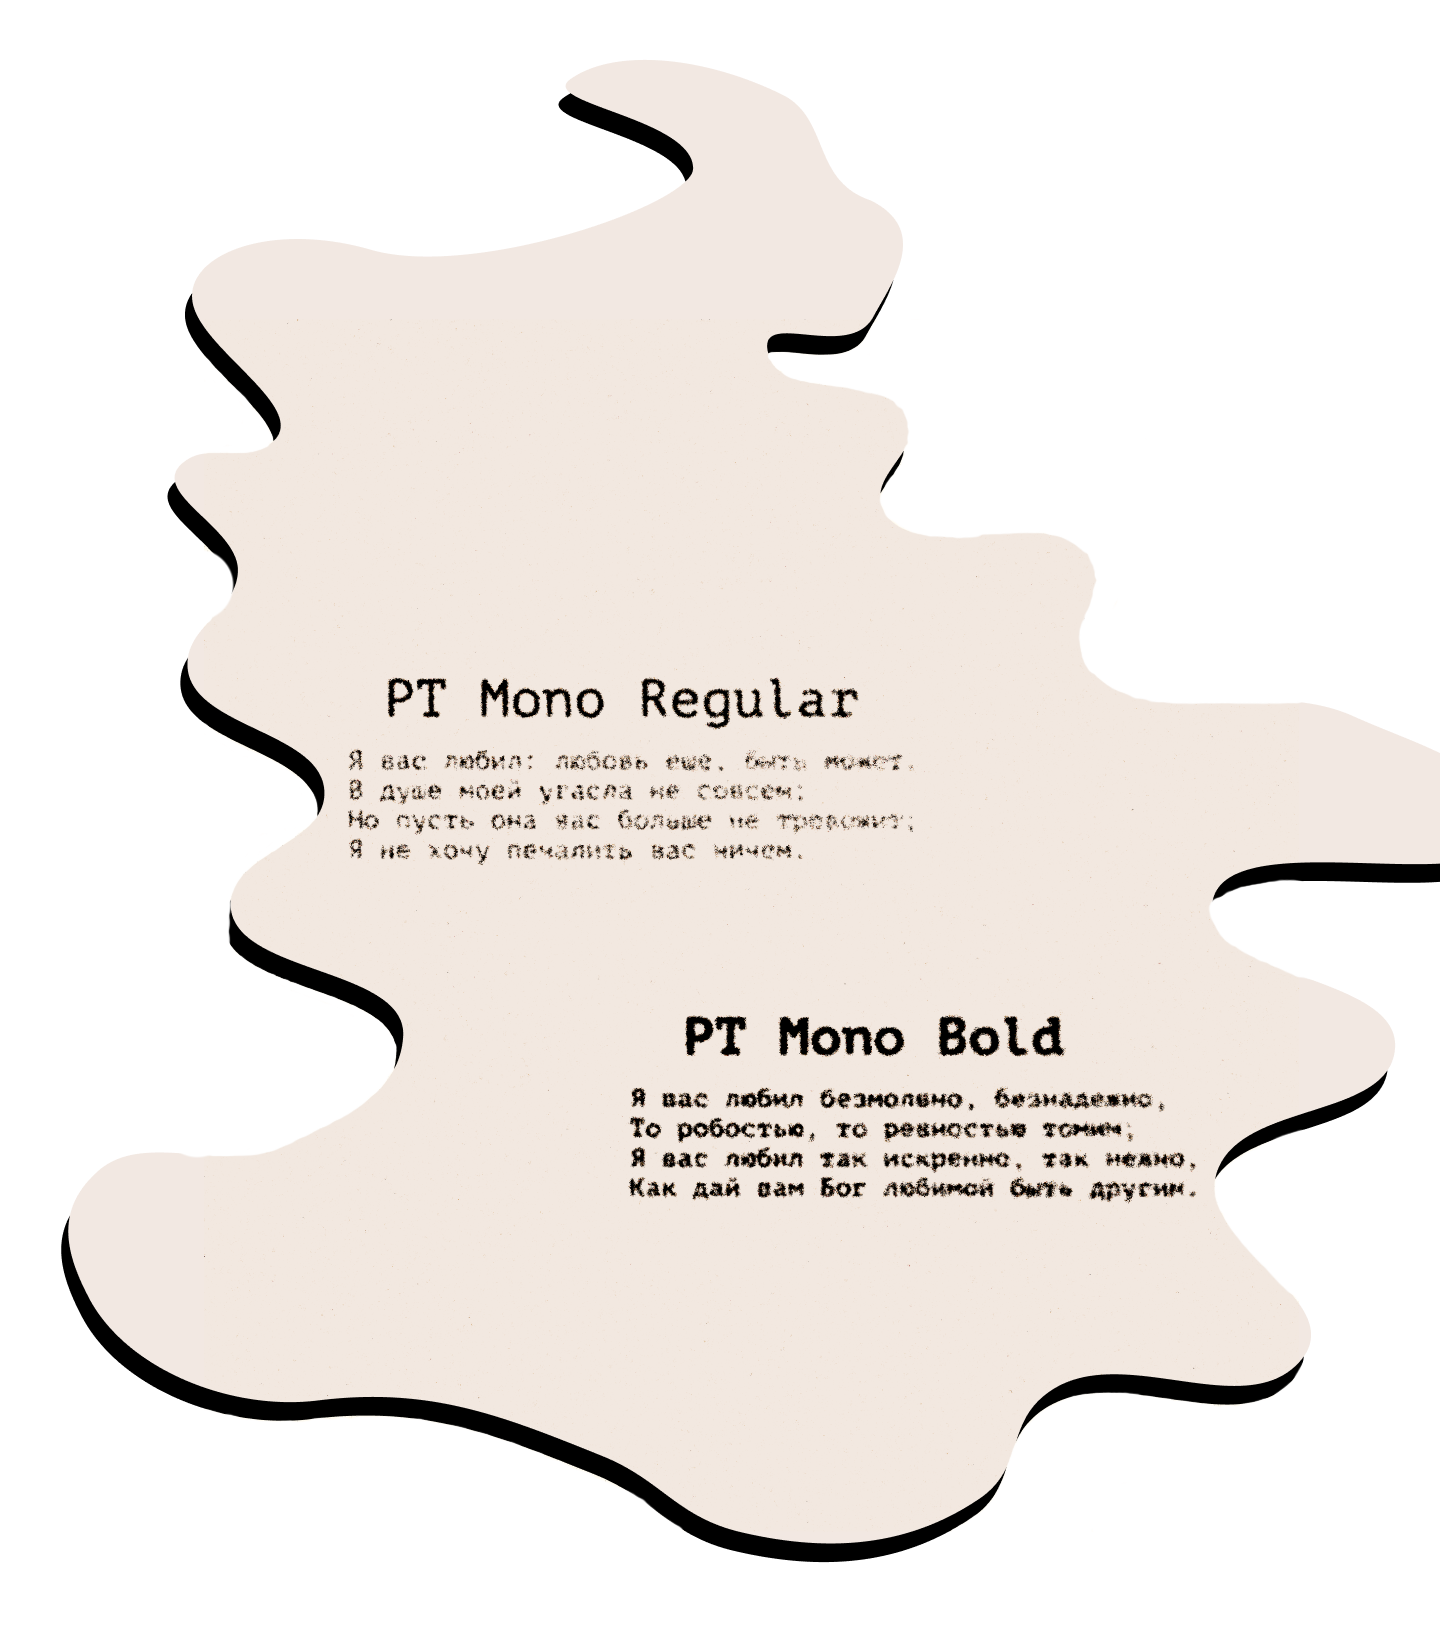 PT Mono Regular
Я вас любил: любовь еще, быть может,
В душе моей угасла не совсем;
Но пусть она вас больше не тревожит;
Я не хочу печалить вас ничем.
PT Mono Bold
Я вас любил безмолвно, безнадежно,
То робостью, то ревностью томим;
Я вас любил так искренно, так нежно,
Как дай вам Бог любимой быть другим.